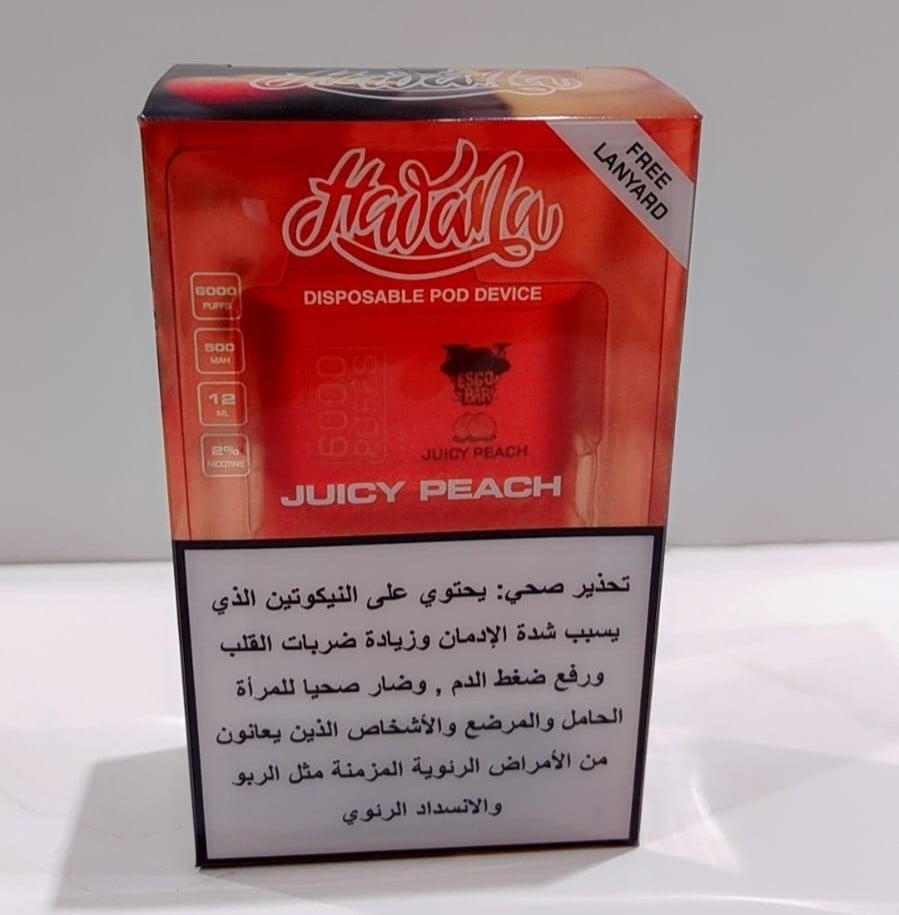 Havana
FREE
LANYARD
Havana
DISPOSABLE POD DEVICE
6000
PUFFS
500
MAH
12
ML
2%
NICOTINE
6000
PUFFS
ESCO
BAR
JUICY PEACH
JUICY PEACH
تحذير صحي: يحتوي على النيكوتين الذي
يسبب شدة الإدمان وزيادة ضربات القلب
ورفع ضغط الدم , وضار صحيا للمرأة
الحامل والمرضع والأشخاص الذين يعانون
من الأمراض الرئوية المزمنة مثل الربو
والانسداد الرئوي